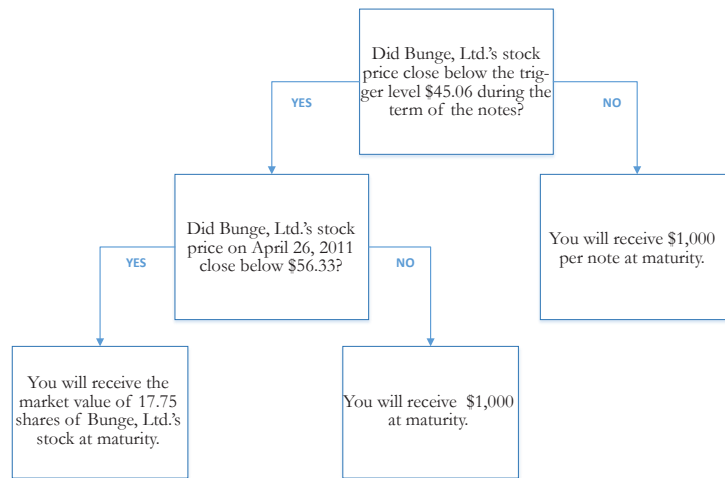 Did Bunge, Ltd.'s stock
price close below the trig-
ger level $45.06 during the
term of the notes?
YES
NO
Did Bunge, Ltd.'s stock
price on April 26, 2011
close below $56.33?
You will receive $1,000
per note at maturity.
YES
NO
You will receive the
market value of 17.75
shares of Bunge, Ltd.'s
stock at maturity.
You will receive $1,000
at maturity.